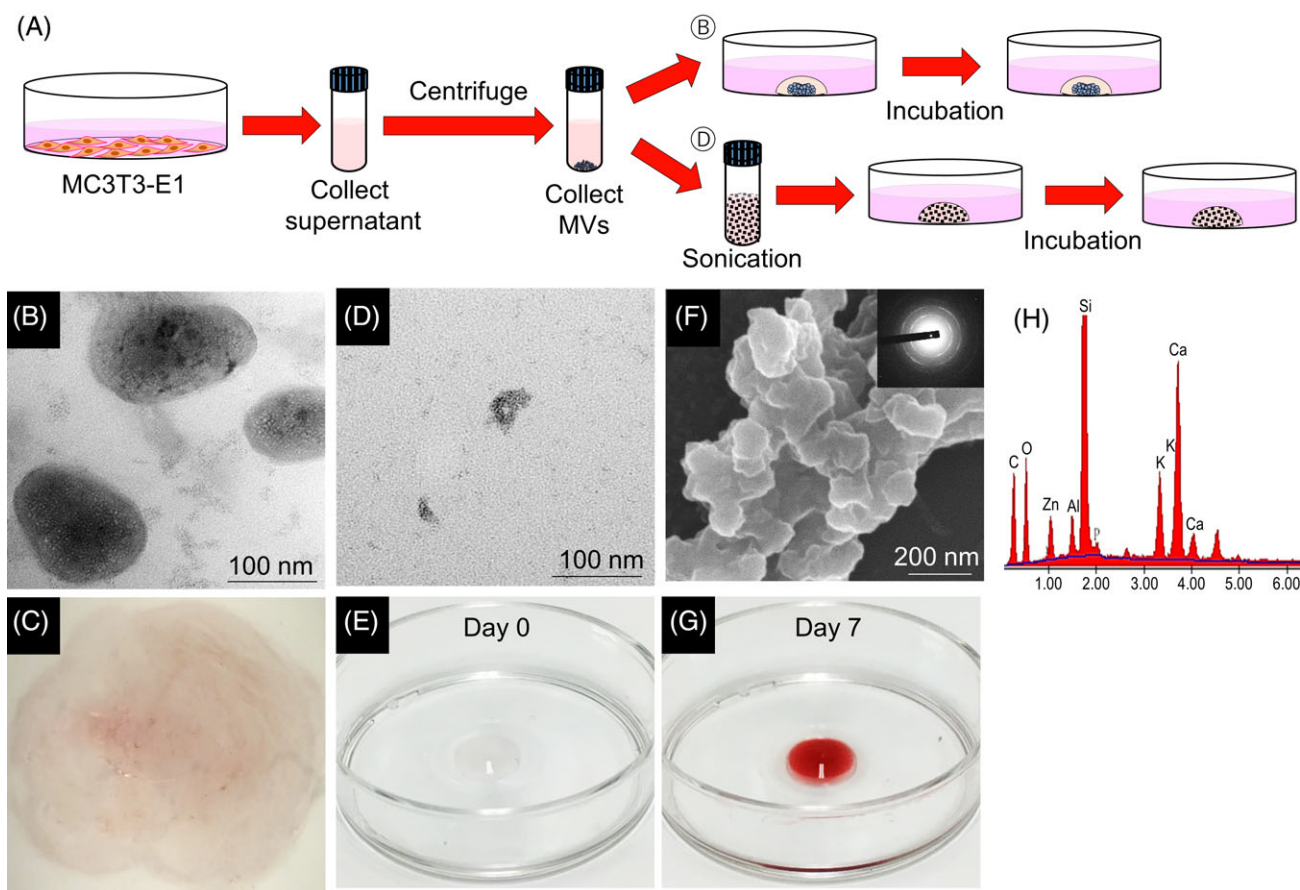 (A)
MC3T3-E1
Collect
supernatant
Centrifuge
Collect
MVs
Ⓑ
Incubation
Ⓓ
Sonication
Incubation
(B)
100 nm
(D)
100 nm
(F)
200 nm
(H)
Si
Ca
C
O
K
K
Zn
Al
P
Ca
1.00 2.00 3.00 4.00 5.00 6.00
(C)
(E)
Day 0
(G)
Day 7